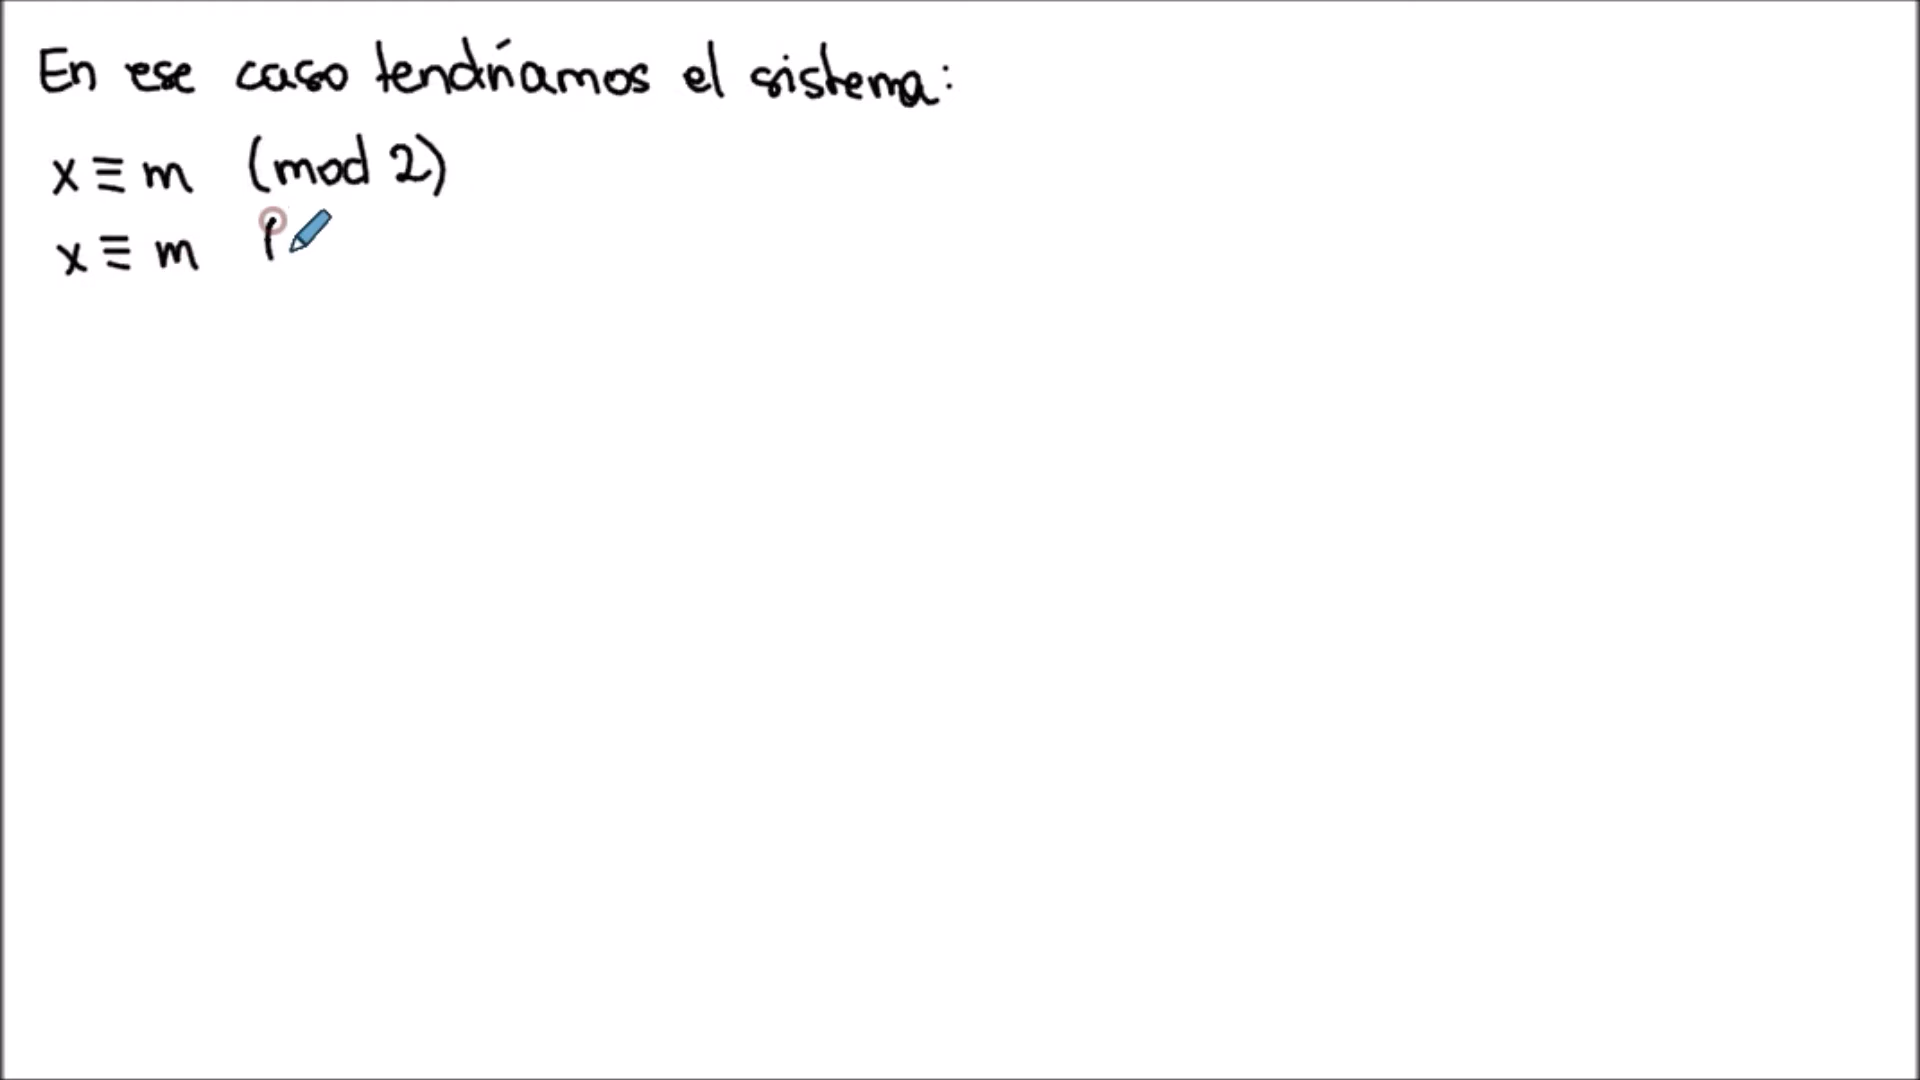 En ese caso tendríamos el sistema:
x ≡ m (mod 2)
x ≡ m (